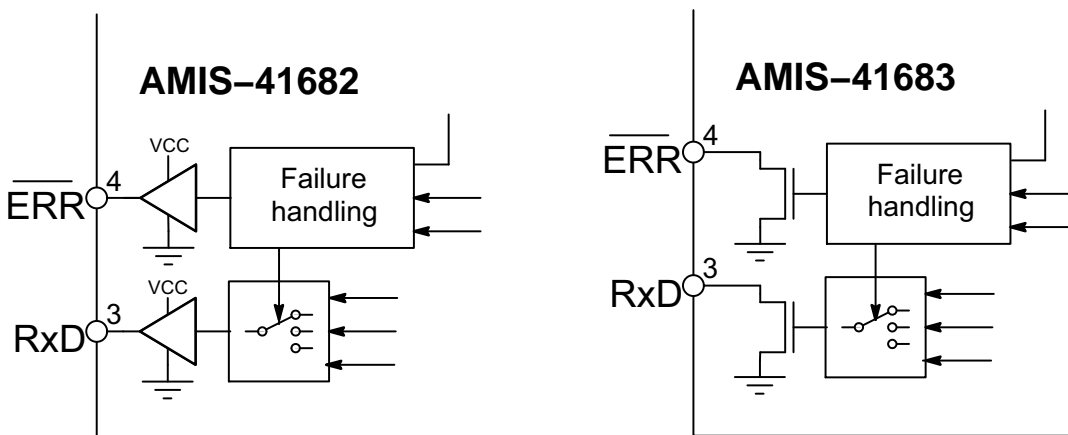 AMIS–41682
VCC
4
ERR
Failure
handling
VCC
3
RxD
AMIS–41683
4
ERR
Failure
handling
3
RxD